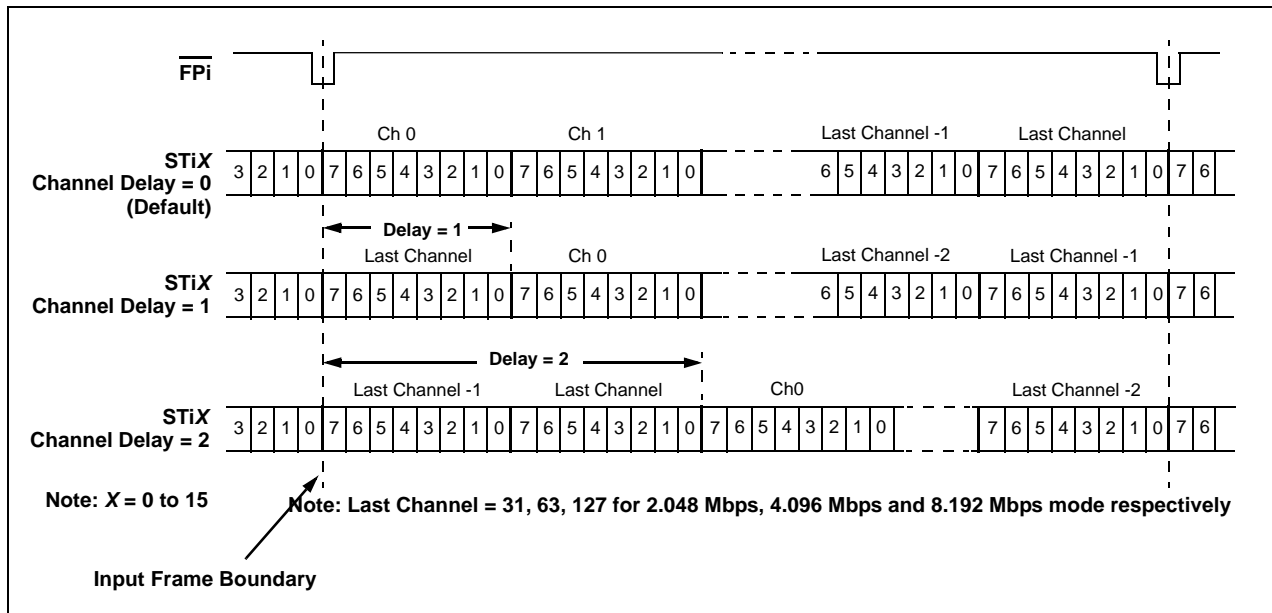 FPi
Ch 0 Ch 1 Last Channel -1 Last Channel
STiX
Channel Delay = 0
(Default)
3 2 1 0 7 6 5 4 3 2 1 0 7 6 5 4 3 2 1 0 6 5 4 3 2 1 0 7 6 5 4 3 2 1 0 7 6
Delay = 1
Last Channel Ch 0 Last Channel -2 Last Channel -1
STiX
Channel Delay = 1
3 2 1 0 7 6 5 4 3 2 1 0 7 6 5 4 3 2 1 0 6 5 4 3 2 1 0 7 6 5 4 3 2 1 0 7 6
Delay = 2
Last Channel -1 Last Channel Ch0 Last Channel -2
STiX
Channel Delay = 2
3 2 1 0 7 6 5 4 3 2 1 0 7 6 5 4 3 2 1 0 7 6 5 4 3 2 1 0 7 6 5 4 3 2 1 0 7 6
Note: X = 0 to 15
Note: Last Channel = 31, 63, 127 for 2.048 Mbps, 4.096 Mbps and 8.192 Mbps mode respectively
Input Frame Boundary